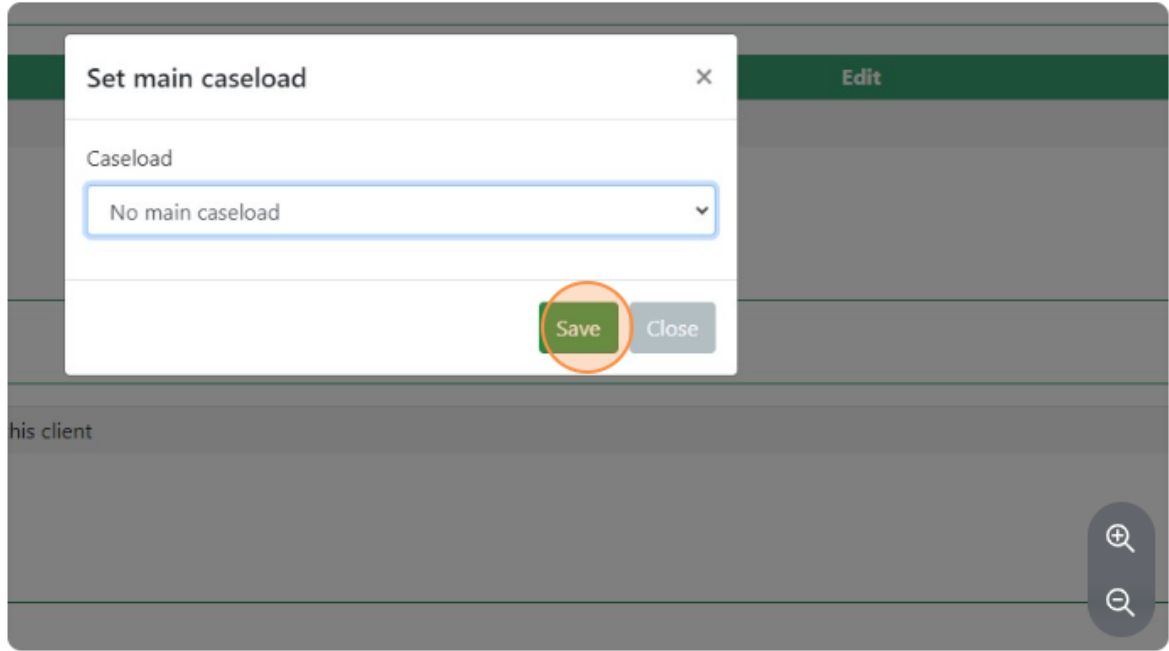 Set main caseload ×
Edit
Caseload
No main caseload
Save Close
his client